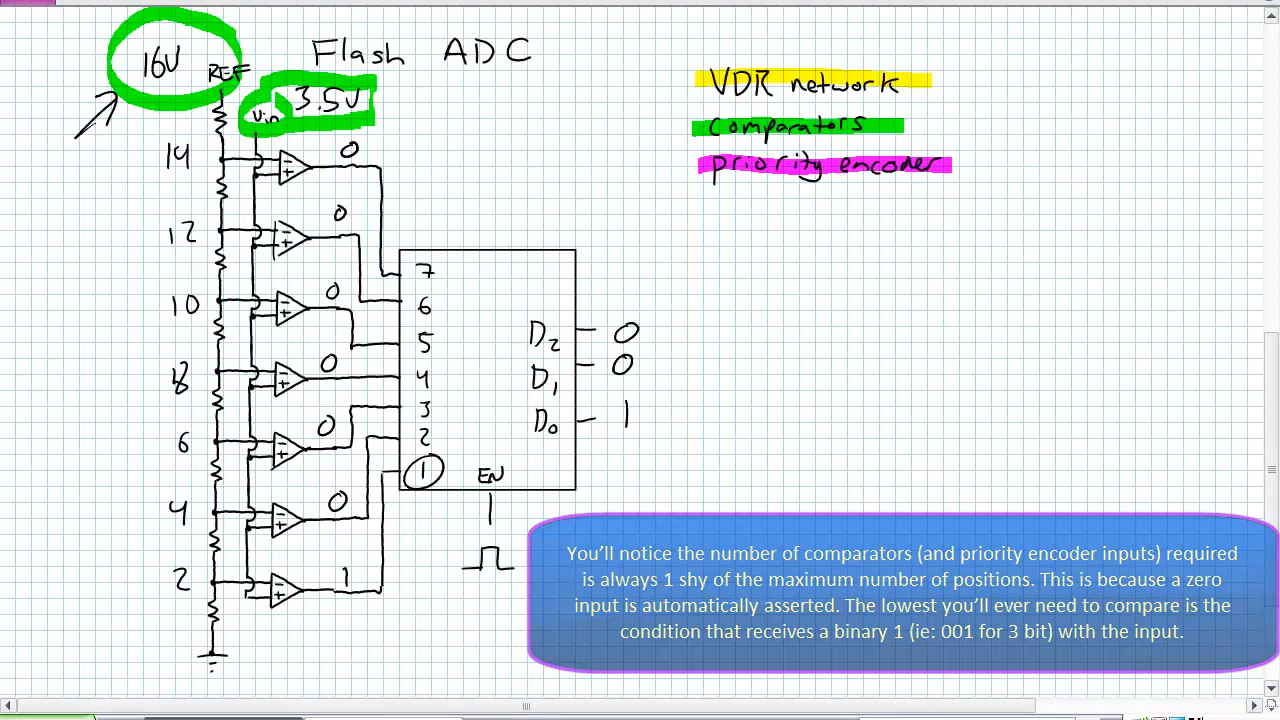 Flash ADC
16V
REF
Vin 3.5V
VDR network
comparators
priority encoder
14
0
12
0
10
0
8
0
6
0
4
0
2
1
7
6
5
4
3
2
1
D2 0
D1 0
D0 1
EN
You'll notice the number of comparators (and priority encoder inputs) required
is always 1 shy of the maximum number of positions. This is because a zero
input is automatically asserted. The lowest you'll ever need to compare is the
condition that receives a binary 1 (ie: 001 for 3 bit) with the input.